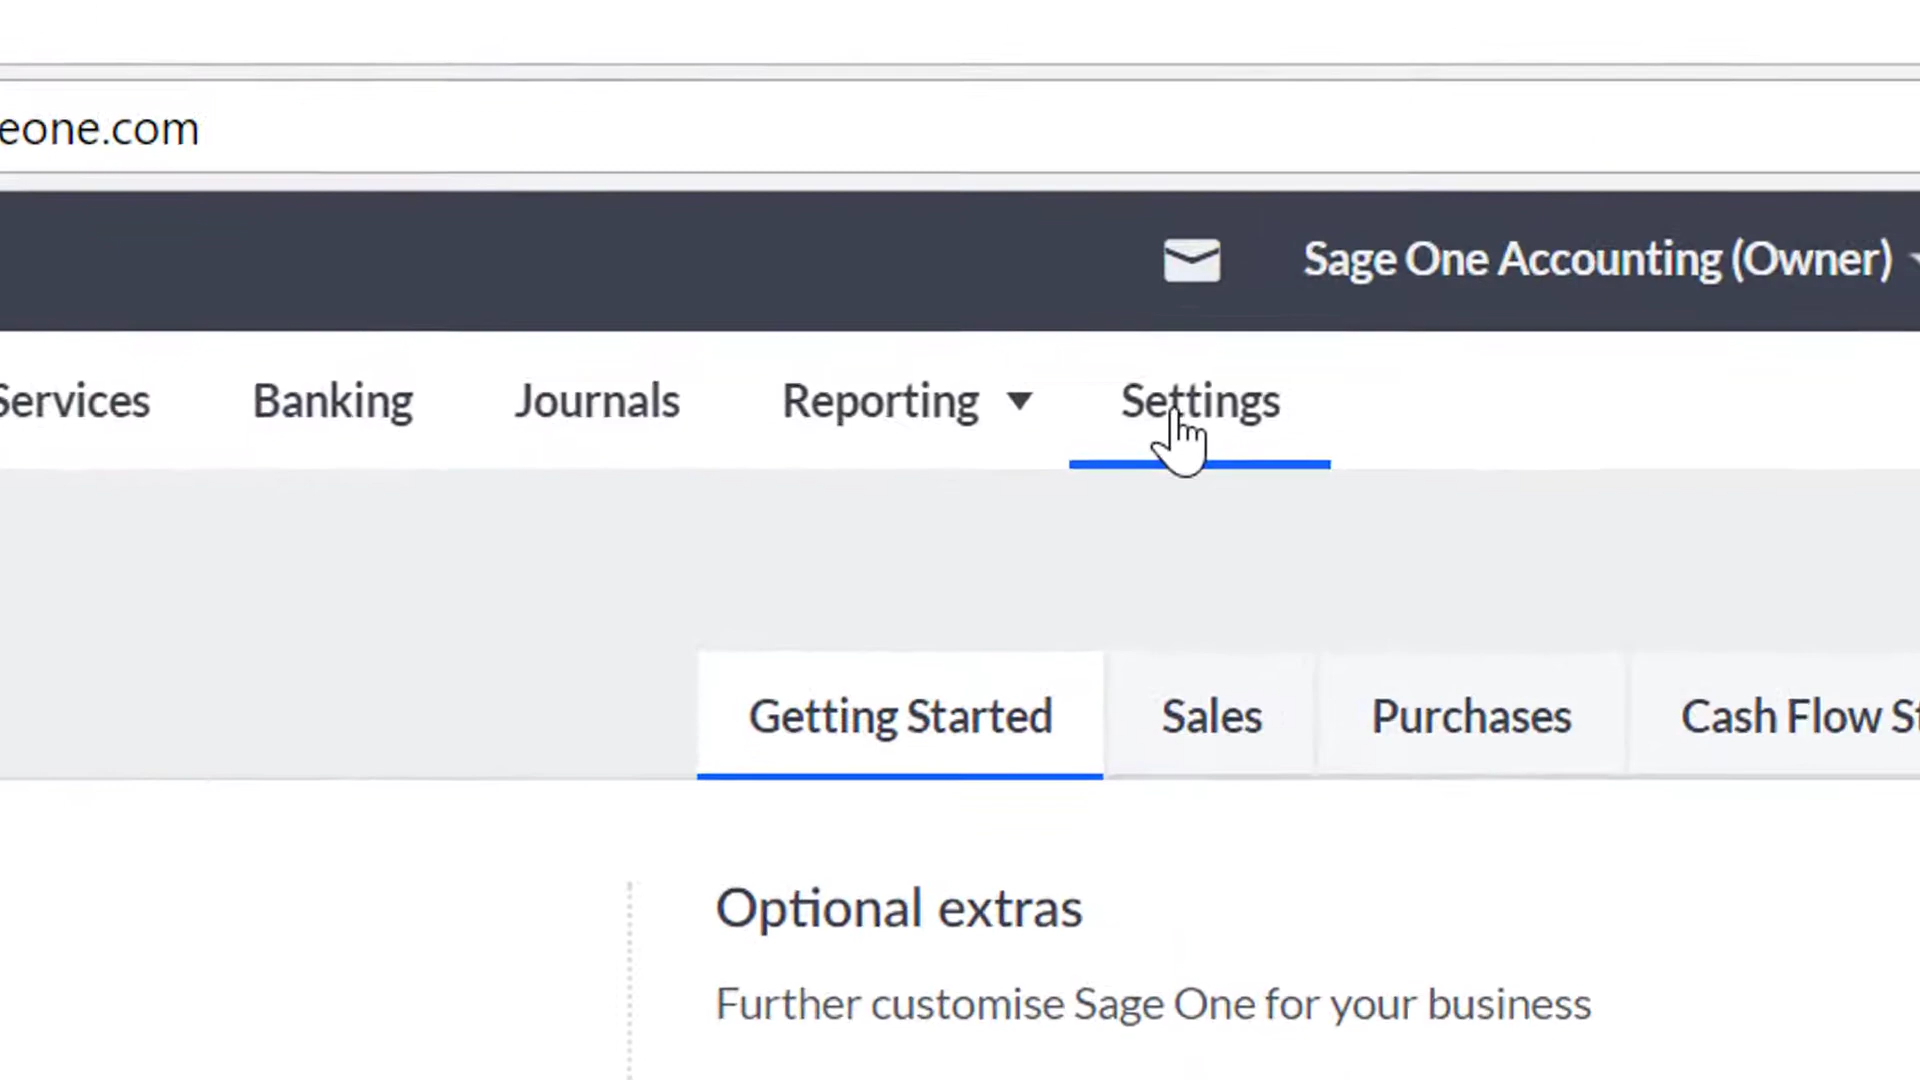 eone.com
Sage One Accounting (Owner)
Services Banking Journals Reporting Settings
Getting Started Sales Purchases Cash Flow St
Optional extras
Further customise Sage One for your business